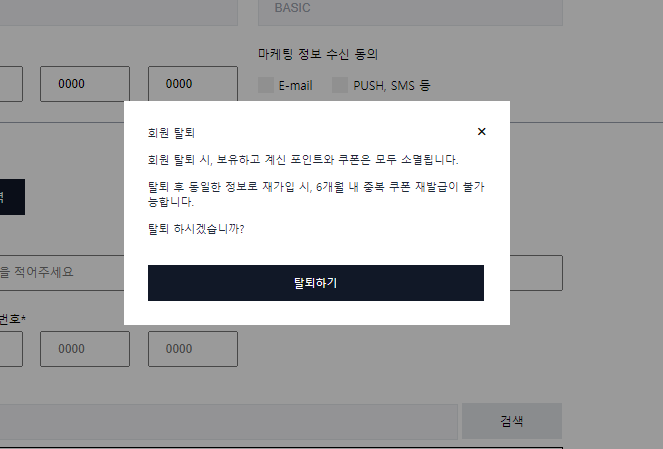 BASIC
마케팅 정보 수신 동의
0000 0000
E-mail PUSH, SMS 등
회원 탈퇴 ×
회원 탈퇴 시, 보유하고 계신 포인트와 쿠폰은 모두 소멸됩니다.
탈퇴 후 동일한 정보로 재가입 시, 6개월 내 중복 쿠폰 재발급이 불가
능합니다.
탈퇴 하시겠습니까?
탈퇴하기
을 적어주세요
번호*
0000 0000
검색